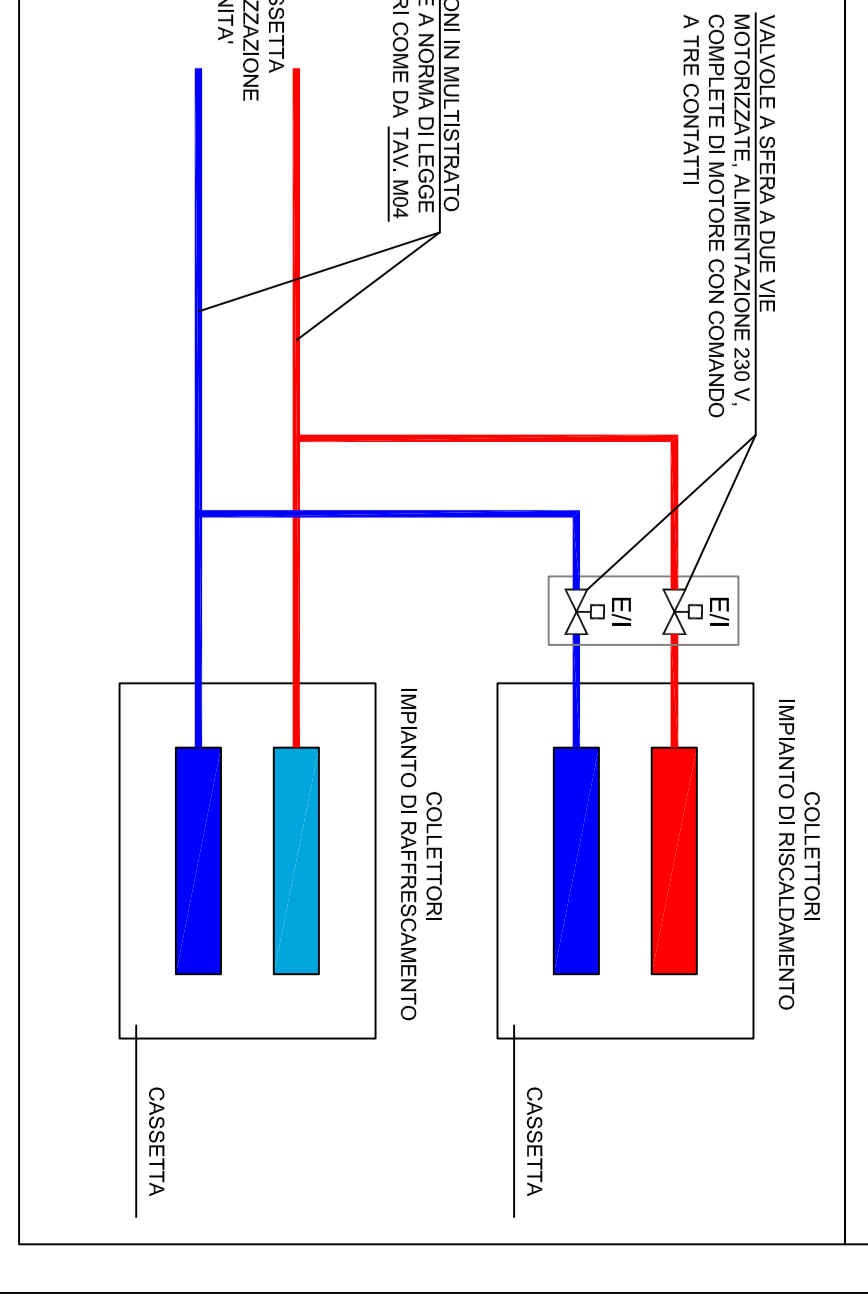 VALVOLE A SFERA A DUE VIE
MOTORIZZATE, ALIMENTAZIONE 230 V,
COMPLETE DI MOTORE CON COMANDO
A TRE CONTATTI
ONI IN MULTISTRATO
E A NORMA DI LEGGE
RI COME DA TAV. M04
SSETTA
ZZAZIONE
NITA'
E/I
E/I
COLLETTORI
IMPIANTO DI RISCALDAMENTO
COLLETTORI
IMPIANTO DI RAFFRESCAMENTO
CASSETTA
CASSETTA